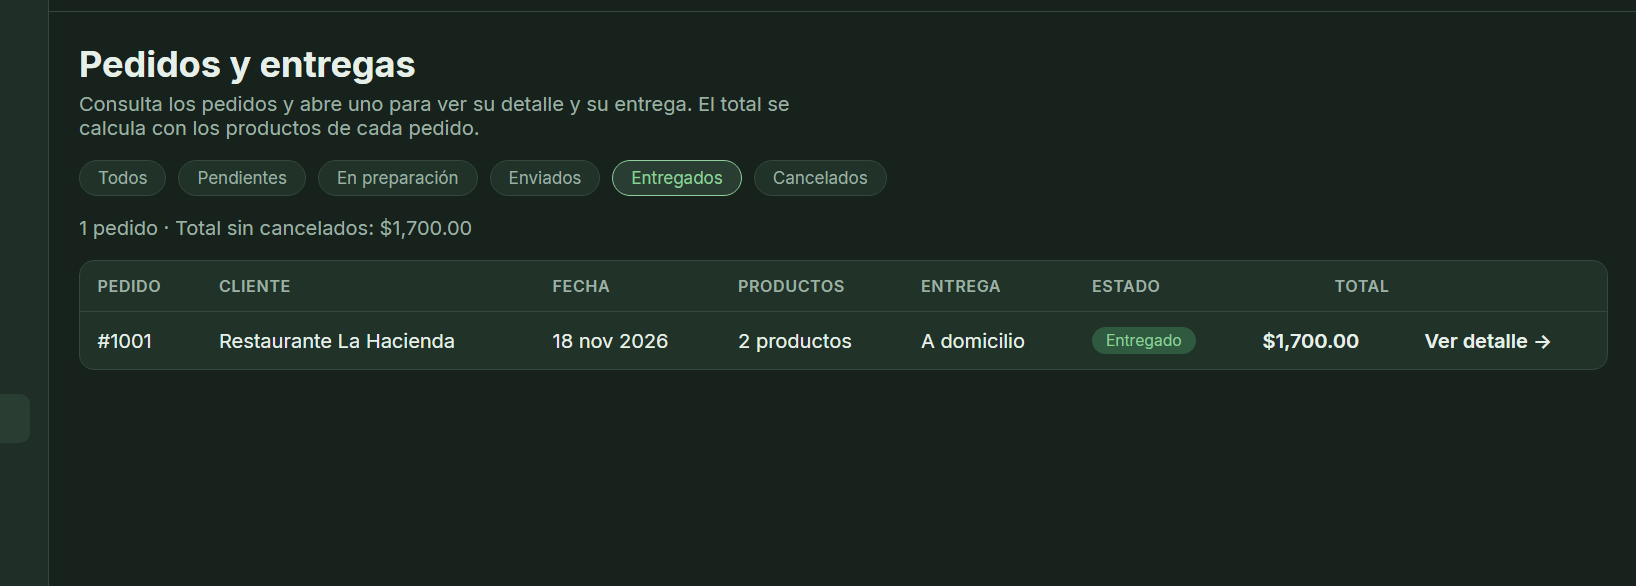 Pedidos y entregas
Consulta los pedidos y abre uno para ver su detalle y su entrega. El total se
calcula con los productos de cada pedido.
Todos Pendientes En preparación Enviados Entregados Cancelados
1 pedido · Total sin cancelados: $1,700.00
PEDIDO CLIENTE FECHA PRODUCTOS ENTREGA ESTADO TOTAL
#1001 Restaurante La Hacienda 18 nov 2026 2 productos A domicilio Entregado $1,700.00 Ver detalle →